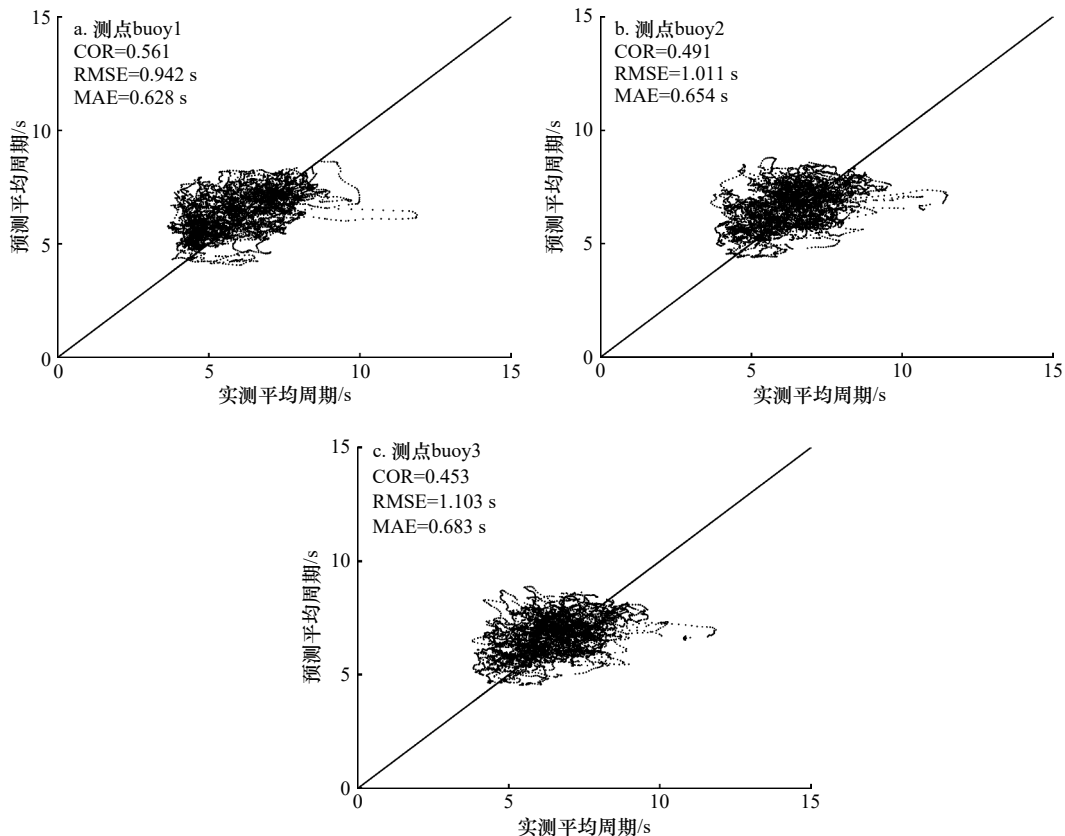 15
a. 测点buoy1
COR=0.561
RMSE=0.942 s
MAE=0.628 s
10
预测平均周期/s
5
0
0 5 10 15
实测平均周期/s
15
b. 测点buoy2
COR=0.491
RMSE=1.011 s
MAE=0.654 s
10
预测平均周期/s
5
0
0 5 10 15
实测平均周期/s
15
c. 测点buoy3
COR=0.453
RMSE=1.103 s
MAE=0.683 s
10
预测平均周期/s
5
0
0 5 10 15
实测平均周期/s